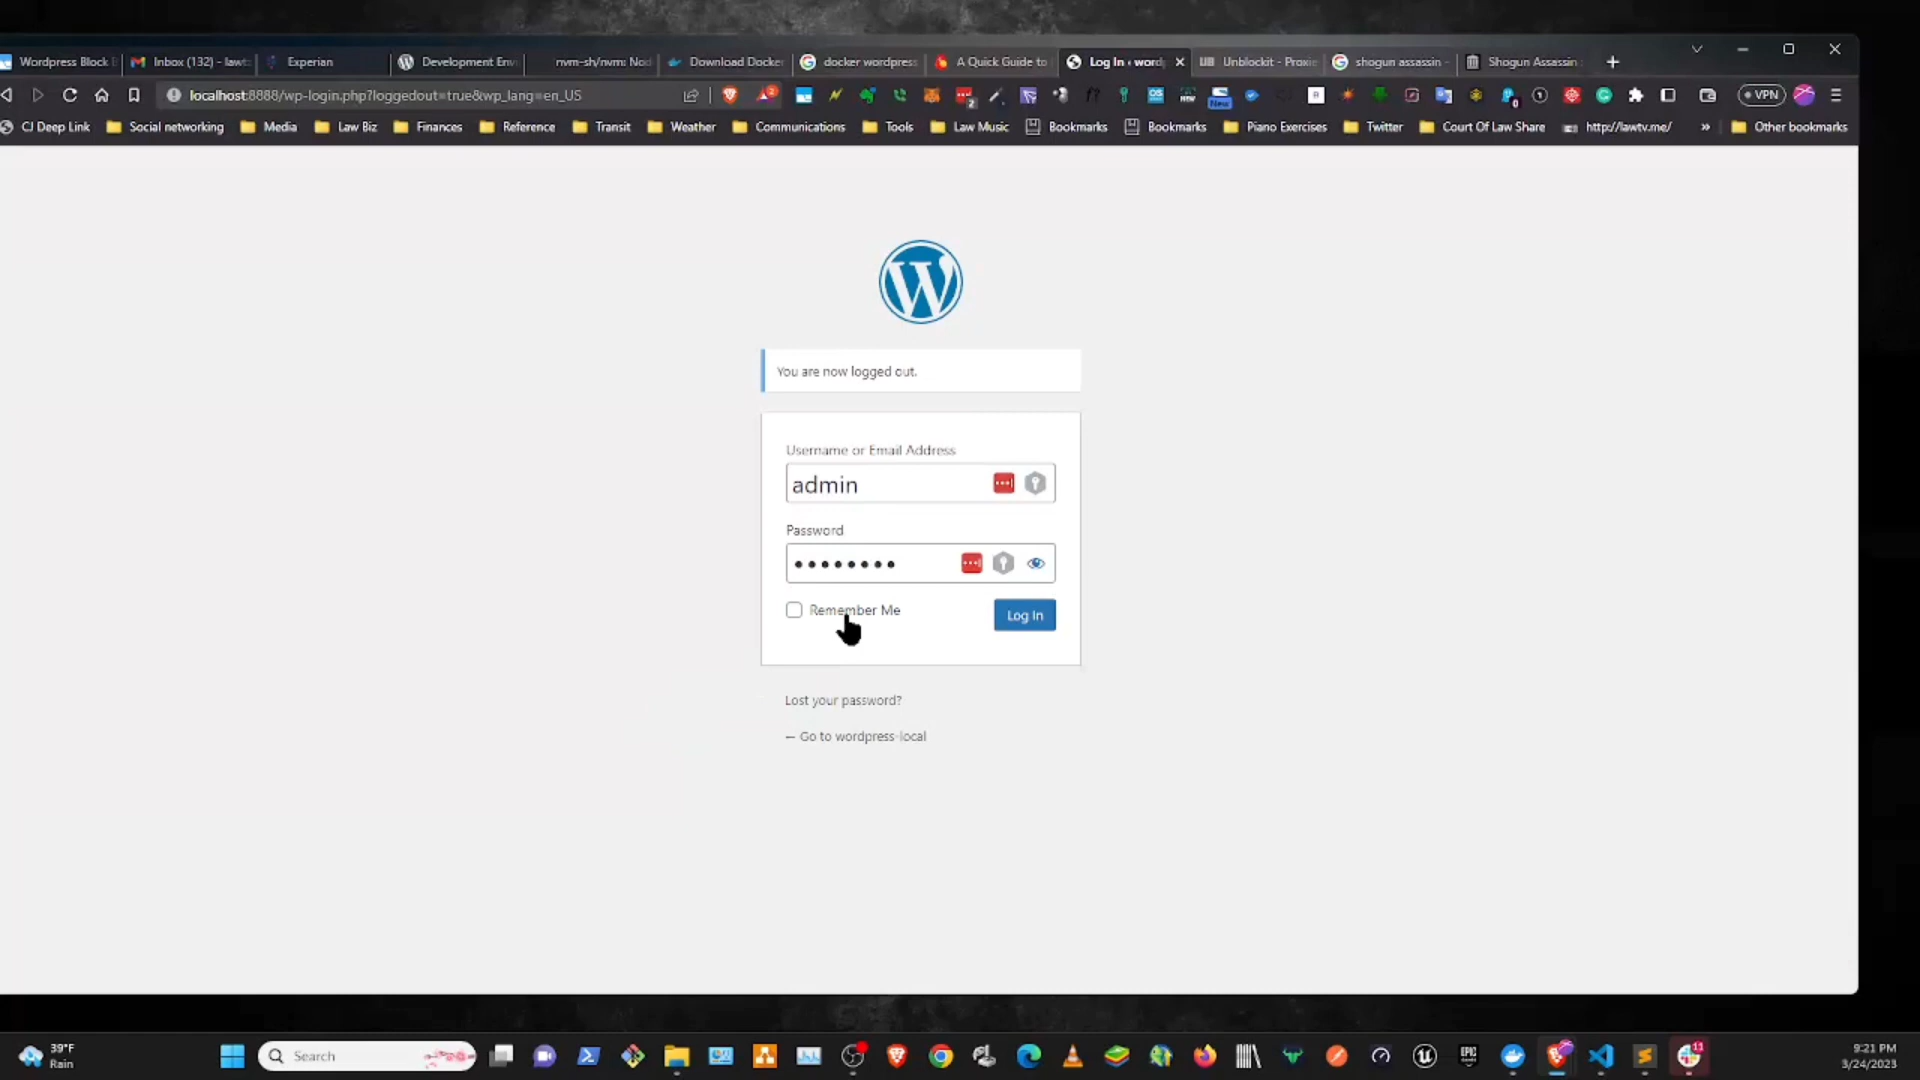 Wordpress Block
Inbox (132) - lawt
Experian
Development Env
nvm-sh/nvm: Nod
Download Docker
docker wordpress
A Quick Guide to
Log In ‹ word
Unblockit - Proxie
shogun assassin -
Shogun Assassin
localhost:8888/wp-login.php?loggedout=true&wp_lang=en_US
VPN
New
CJ Deep Link
Social networking
Media
Law Biz
Finances
Reference
Transit
Weather
Communications
Tools
Law Music
Bookmarks
Bookmarks
Piano Exercises
Twitter
Court Of Law Share
http://lawtv.me/
»
Other bookmarks
You are now logged out.
Username or Email Address
admin
Password
Remember Me
Log In
Lost your password?
← Go to wordpress-local
39°F
Rain
Search
EPIC
11
9:21 PM
3/24/2023